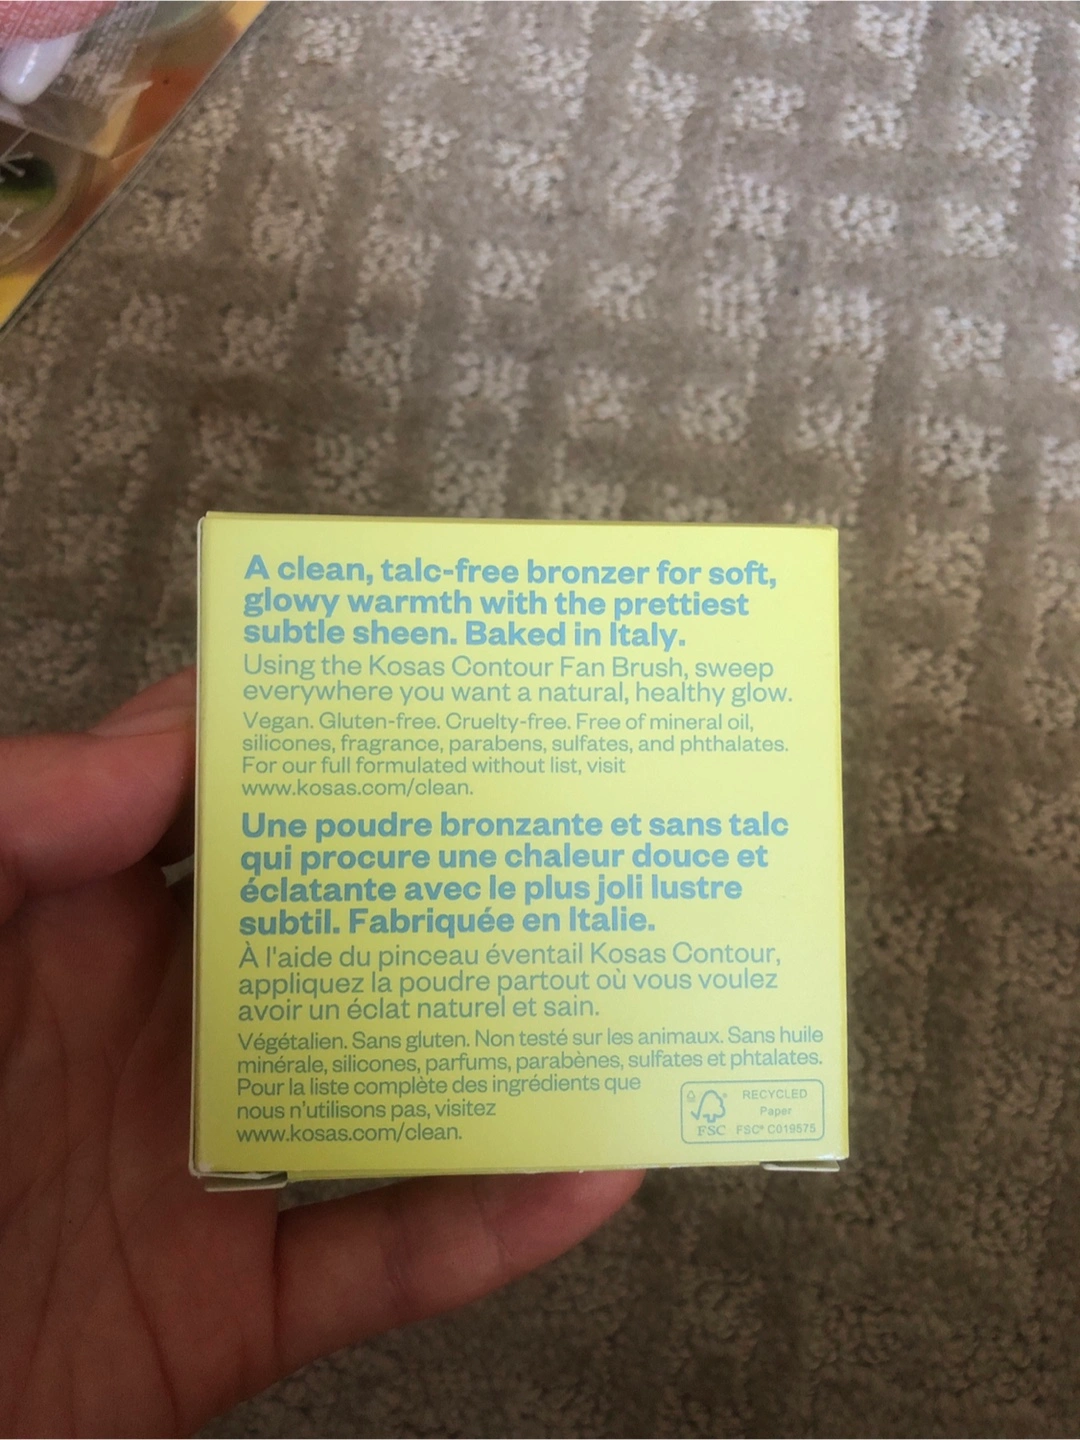 A clean, talc-free bronzer for soft,
glowy warmth with the prettiest
subtle sheen. Baked in Italy.
Using the Kosas Contour Fan Brush, sweep
everywhere you want a natural, healthy glow.
Vegan. Gluten-free. Cruelty-free. Free of mineral oil,
silicones, fragrance, parabens, sulfates, and phthalates.
For our full formulated without list, visit
www.kosas.com/clean.
Une poudre bronzante et sans talc
qui procure une chaleur douce et
éclatante avec le plus joli lustre
subtil. Fabriquée en Italie.
À l'aide du pinceau éventail Kosas Contour,
appliquez la poudre partout où vous voulez
avoir un éclat naturel et sain.
Végétalien. Sans gluten. Non testé sur les animaux. Sans huile
minérale, silicones, parfums, parabènes, sulfates et phtalates.
Pour la liste complète des ingrédients que
nous n'utilisons pas, visitez
www.kosas.com/clean.
RECYCLED
Paper
FSC FSC® C019575